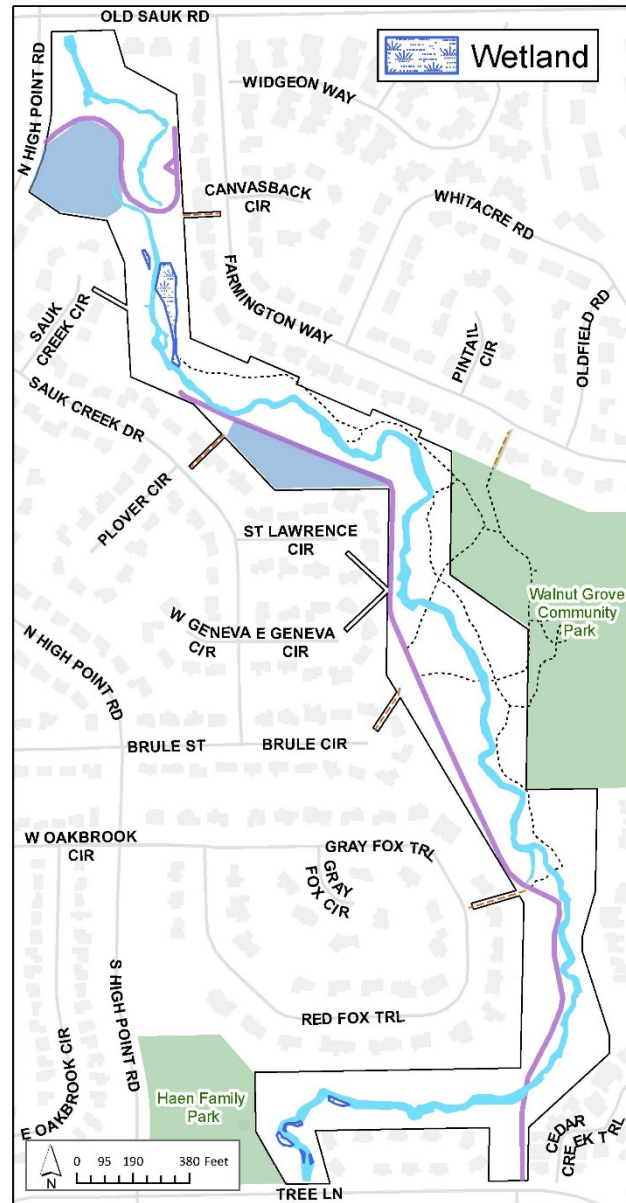 OLD SAUK RD
Wetland
N HIGH POINT RD
WIDGEON WAY
CANVASBACK
CIR
WHITACRE RD
FARMINGTON WAY
SAUK
CREEK CIR
PINTAIL
CIR
OLDFIELD RD
SAUK CREEK DR
PLOVER CIR
ST LAWRENCE
CIR
Walnut Grove
Community
Park
W GENEVA
CIR
E GENEVA
CIR
N HIGH POINT RD
BRULE ST
BRULE CIR
W OAKBROOK
CIR
GRAY FOX TRL
GRAY
FOX CIR
S HIGH POINT RD
RED FOX TRL
E OAKBROOK CIR
Haen Family
Park
CEDAR
CREEK TRL
N
0 95 190 380 Feet
TREE LN